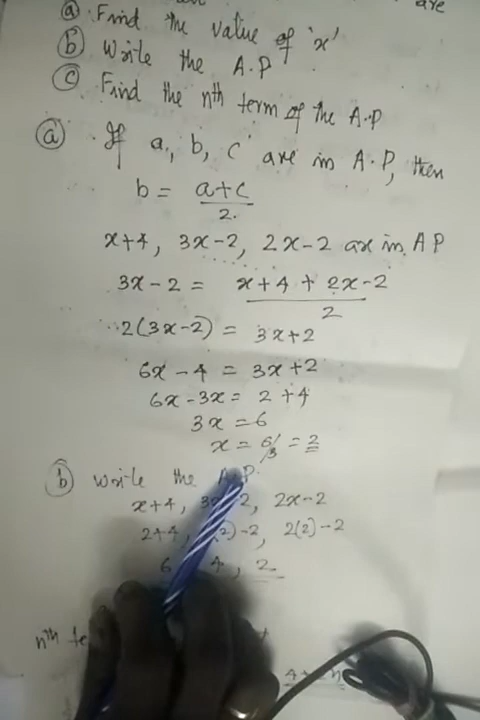 are
(a) Find the value of 'x'
(b) Write the A.P
(c) Find the nth term of the A.P
(a) If a, b, c are in A.P, then
b = a+c
2.
x+4, 3x-2, 2x-2 are in A P
3x - 2 = x+4 + 2x-2
2
2(3x-2) = 3x+2
6x - 4 = 3x+2
6x - 3x = 2 + 4
3x = 6
x = 6/3 = 2
(b) Write the A.P.
x+4, 2, 2x-2
2+4, 2)-2, 2(2)-2
6 4, 2
nth